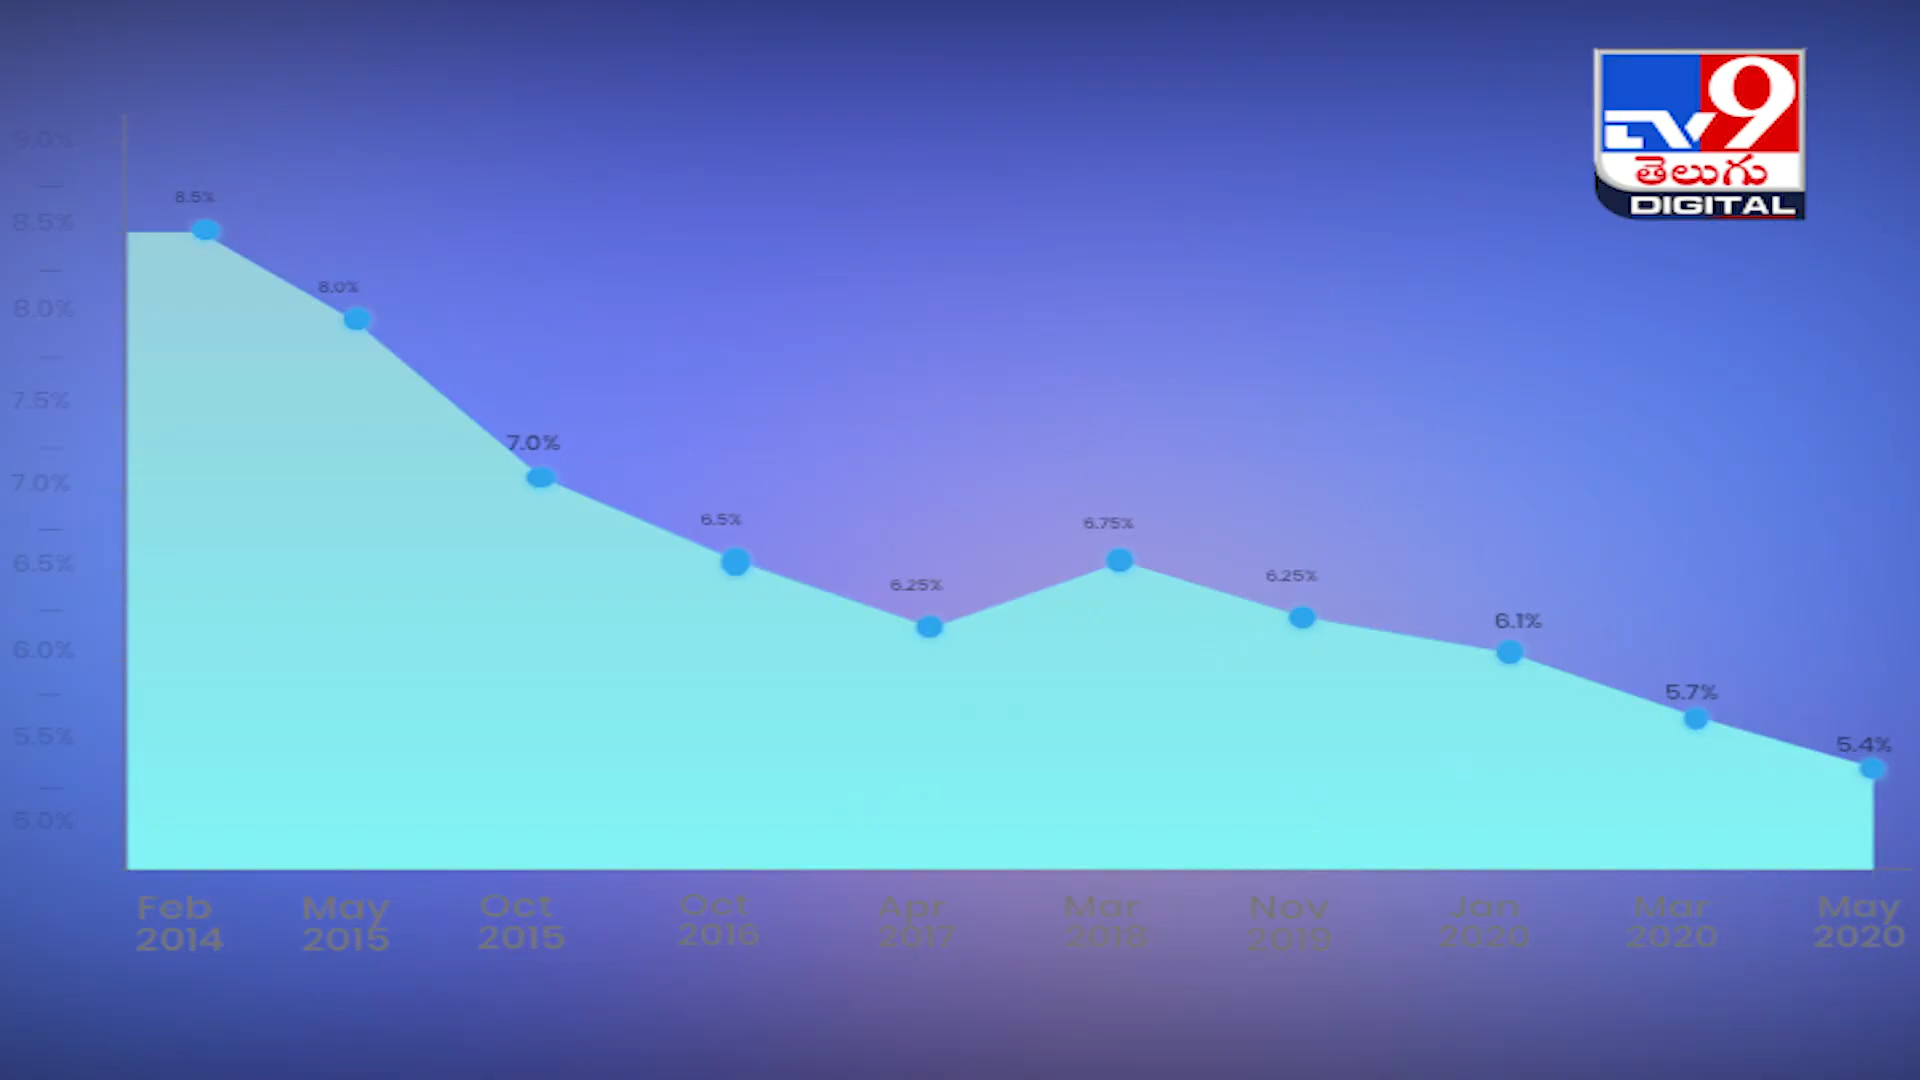 TV9
తెలుగు
DIGITAL
9.0%
8.5%
8.0%
7.5%
7.0%
6.5%
6.0%
5.5%
5.0%
8.5%
8.0%
7.0%
6.5%
6.25%
6.75%
6.25%
6.1%
5.7%
5.4%
Feb
2014
May
2015
Oct
2015
Oct
2016
Apr
2017
Mar
2018
Nov
2019
Jan
2020
Mar
2020
May
2020